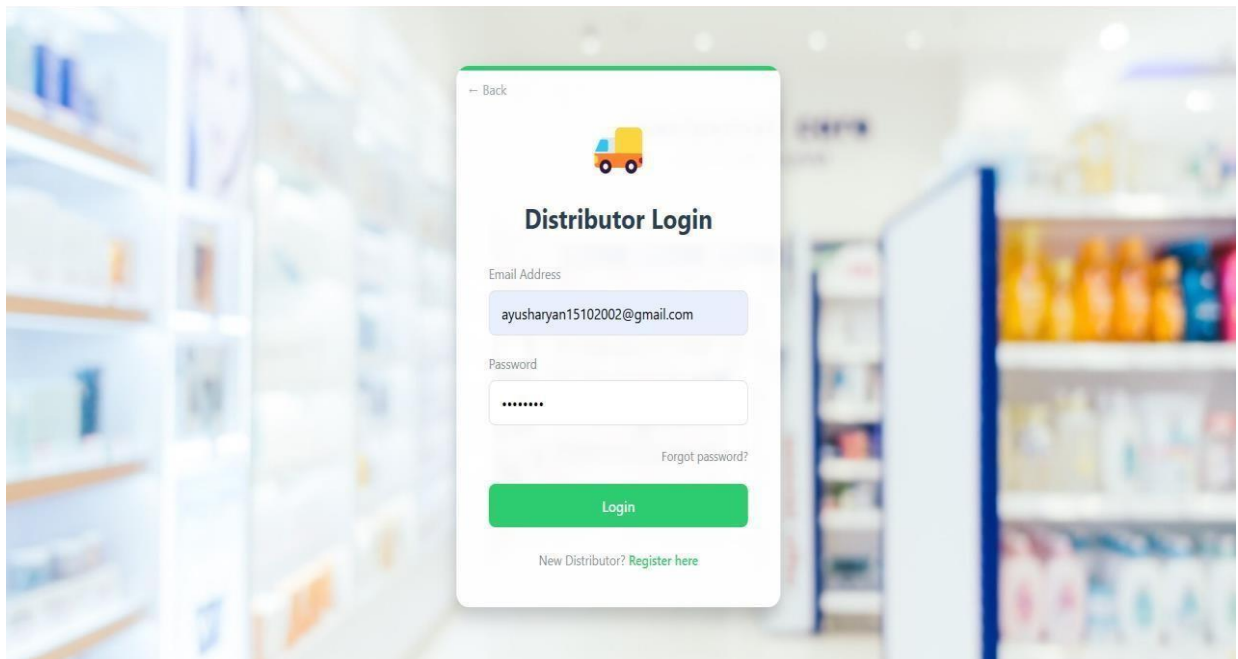 ← Back
Distributor Login
Email Address
ayusharyan15102002@gmail.com
Password
••••••••
Forgot password?
Login
New Distributor? Register here